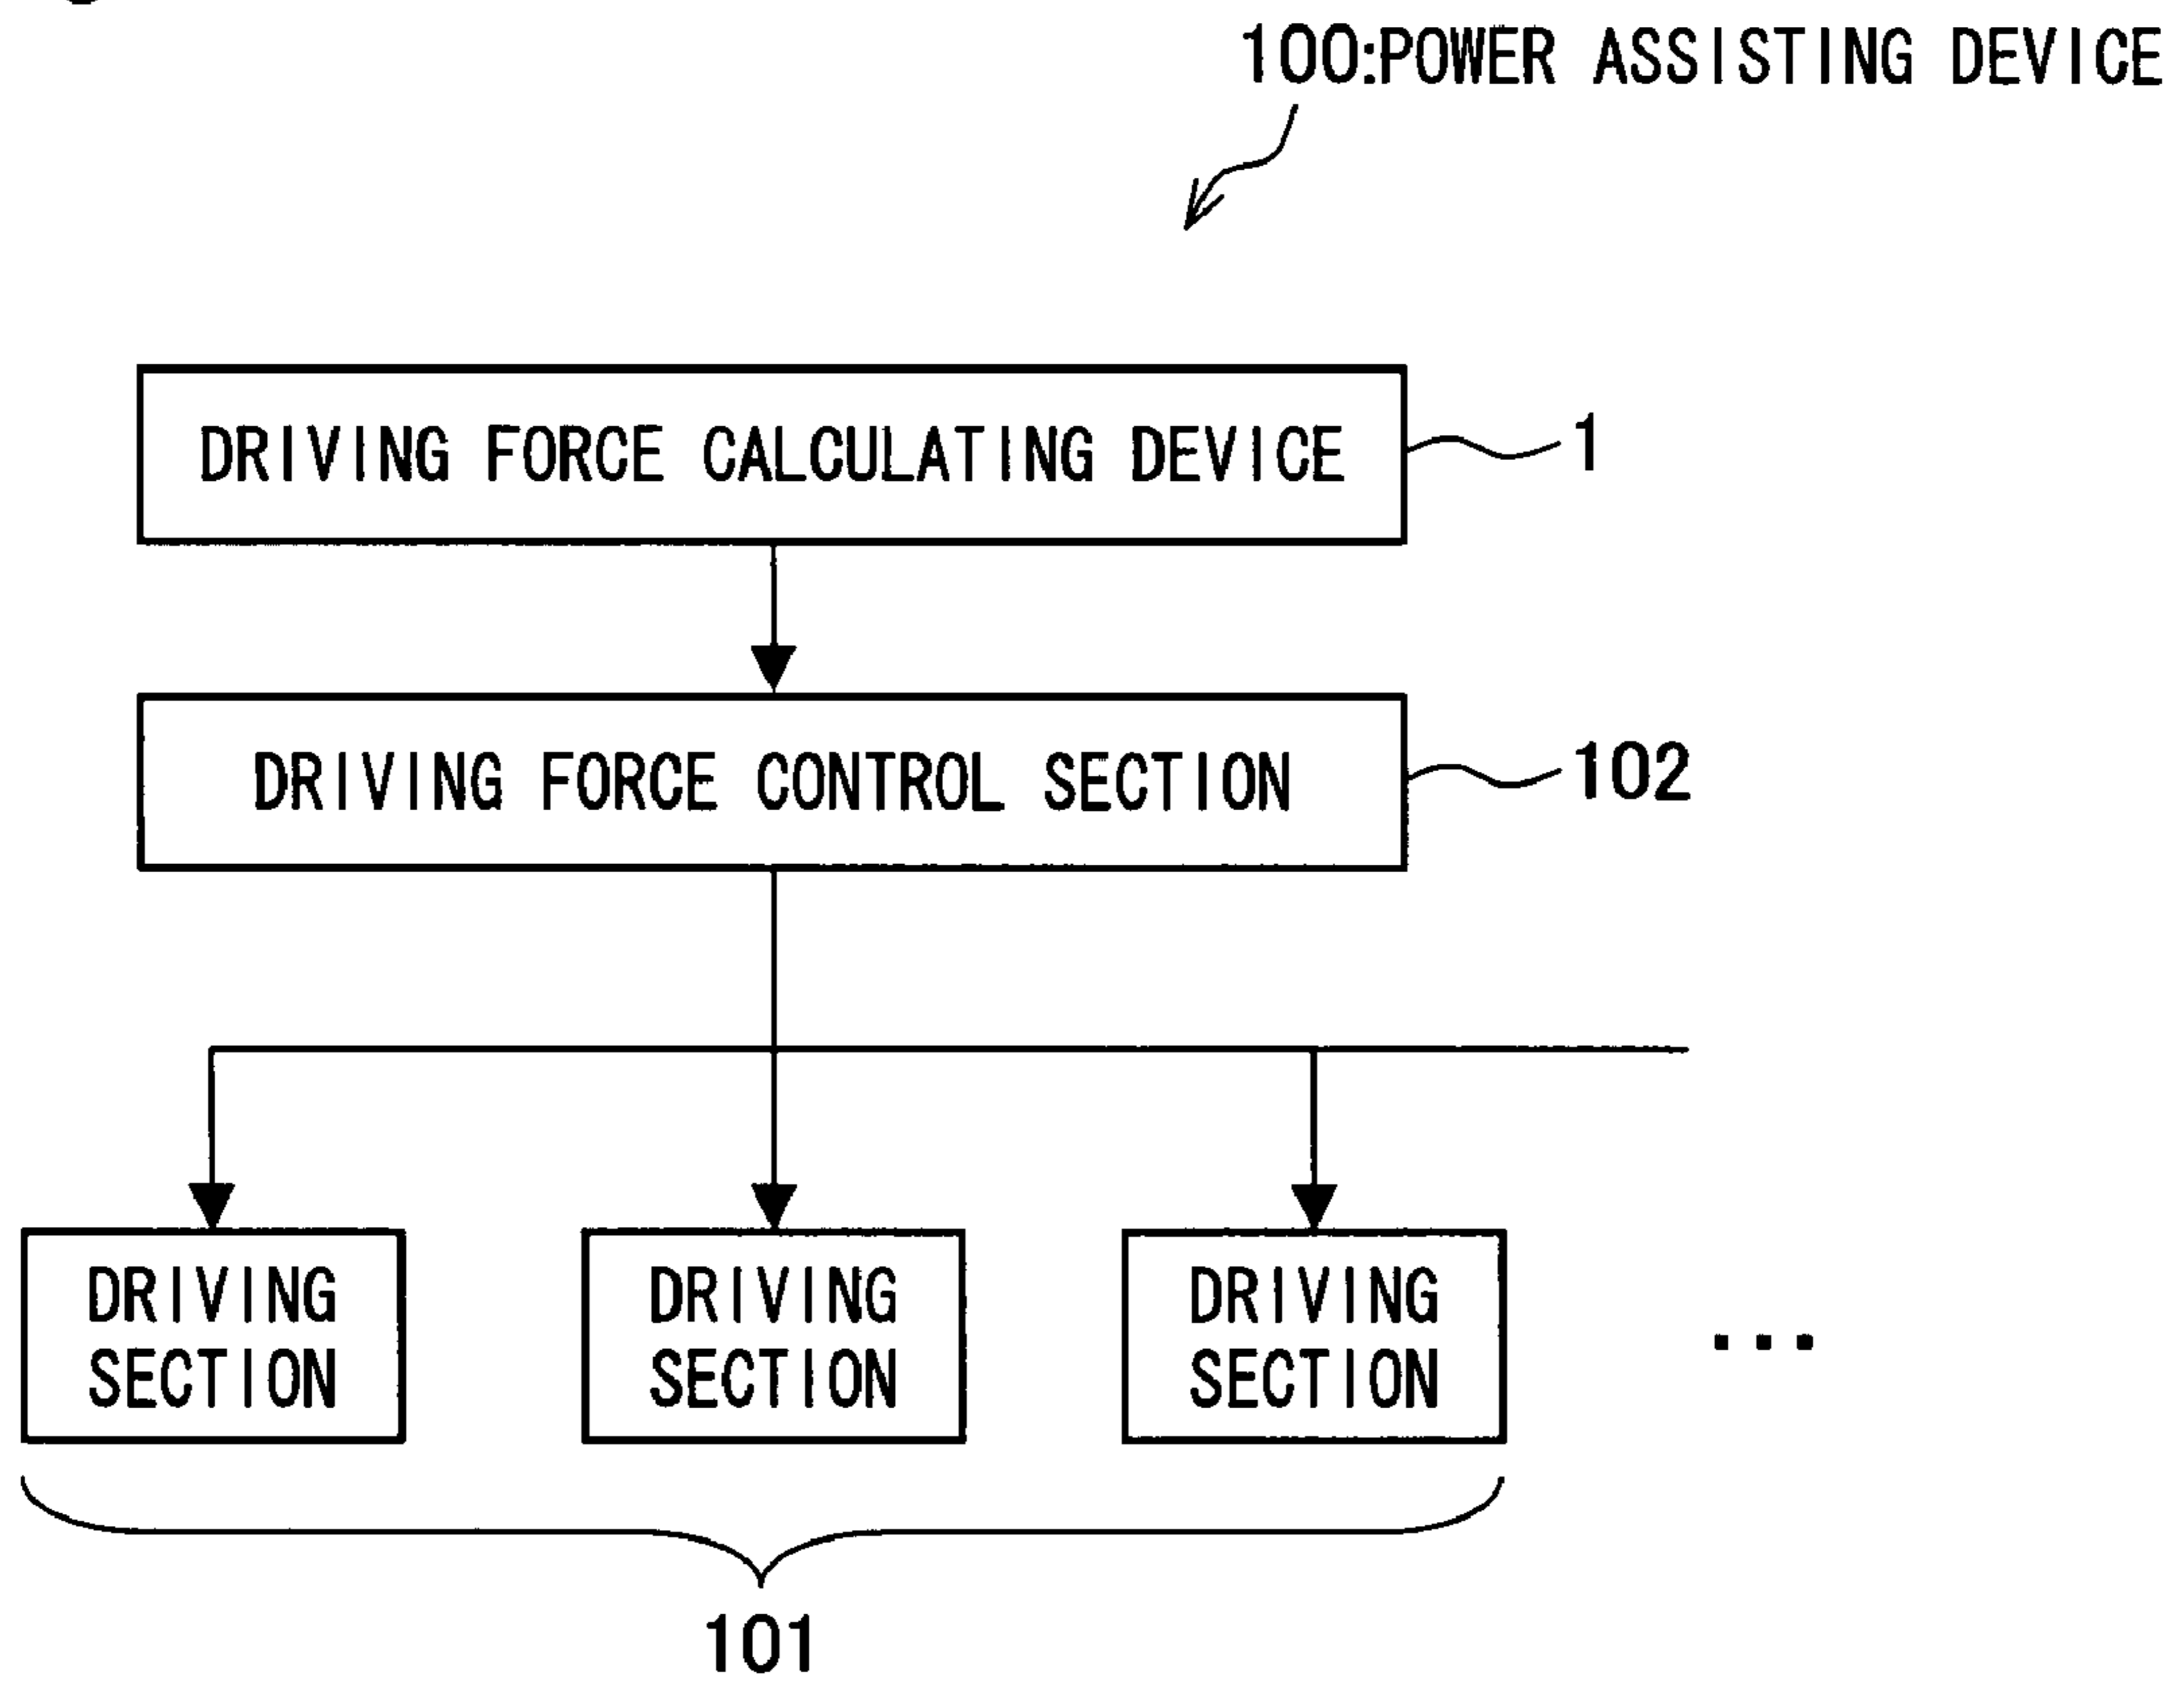 100:POWER ASSISTING DEVICE
DRIVING FORCE CALCULATING DEVICE
1
DRIVING FORCE CONTROL SECTION
102
DRIVING
SECTION
DRIVING
SECTION
DRIVING
SECTION
...
101